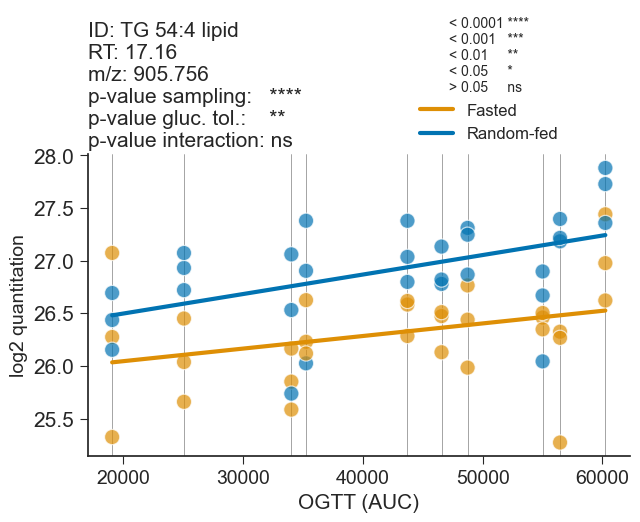 ID: TG 54:4 lipid
RT: 17.16
m/z: 905.756
p-value sampling: ****
p-value gluc. tol.: **
p-value interaction: ns
< 0.0001 ****
< 0.001 ***
< 0.01 **
< 0.05 *
> 0.05 ns
Fasted
Random-fed
28.0
27.5
27.0
26.5
26.0
25.5
log2 quantitation
20000 30000 40000 50000 60000
OGTT (AUC)